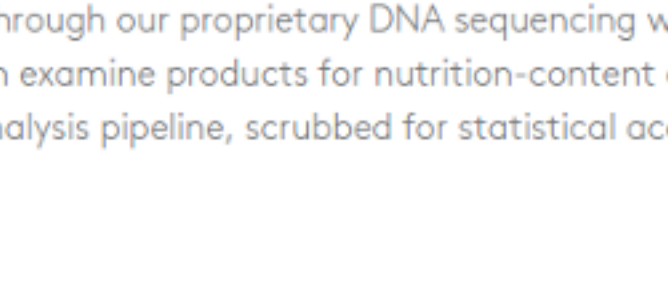 hrough our proprietary DNA sequencing w
examine products for nutrition-content
alysis pipeline, scrubbed for statistical ac